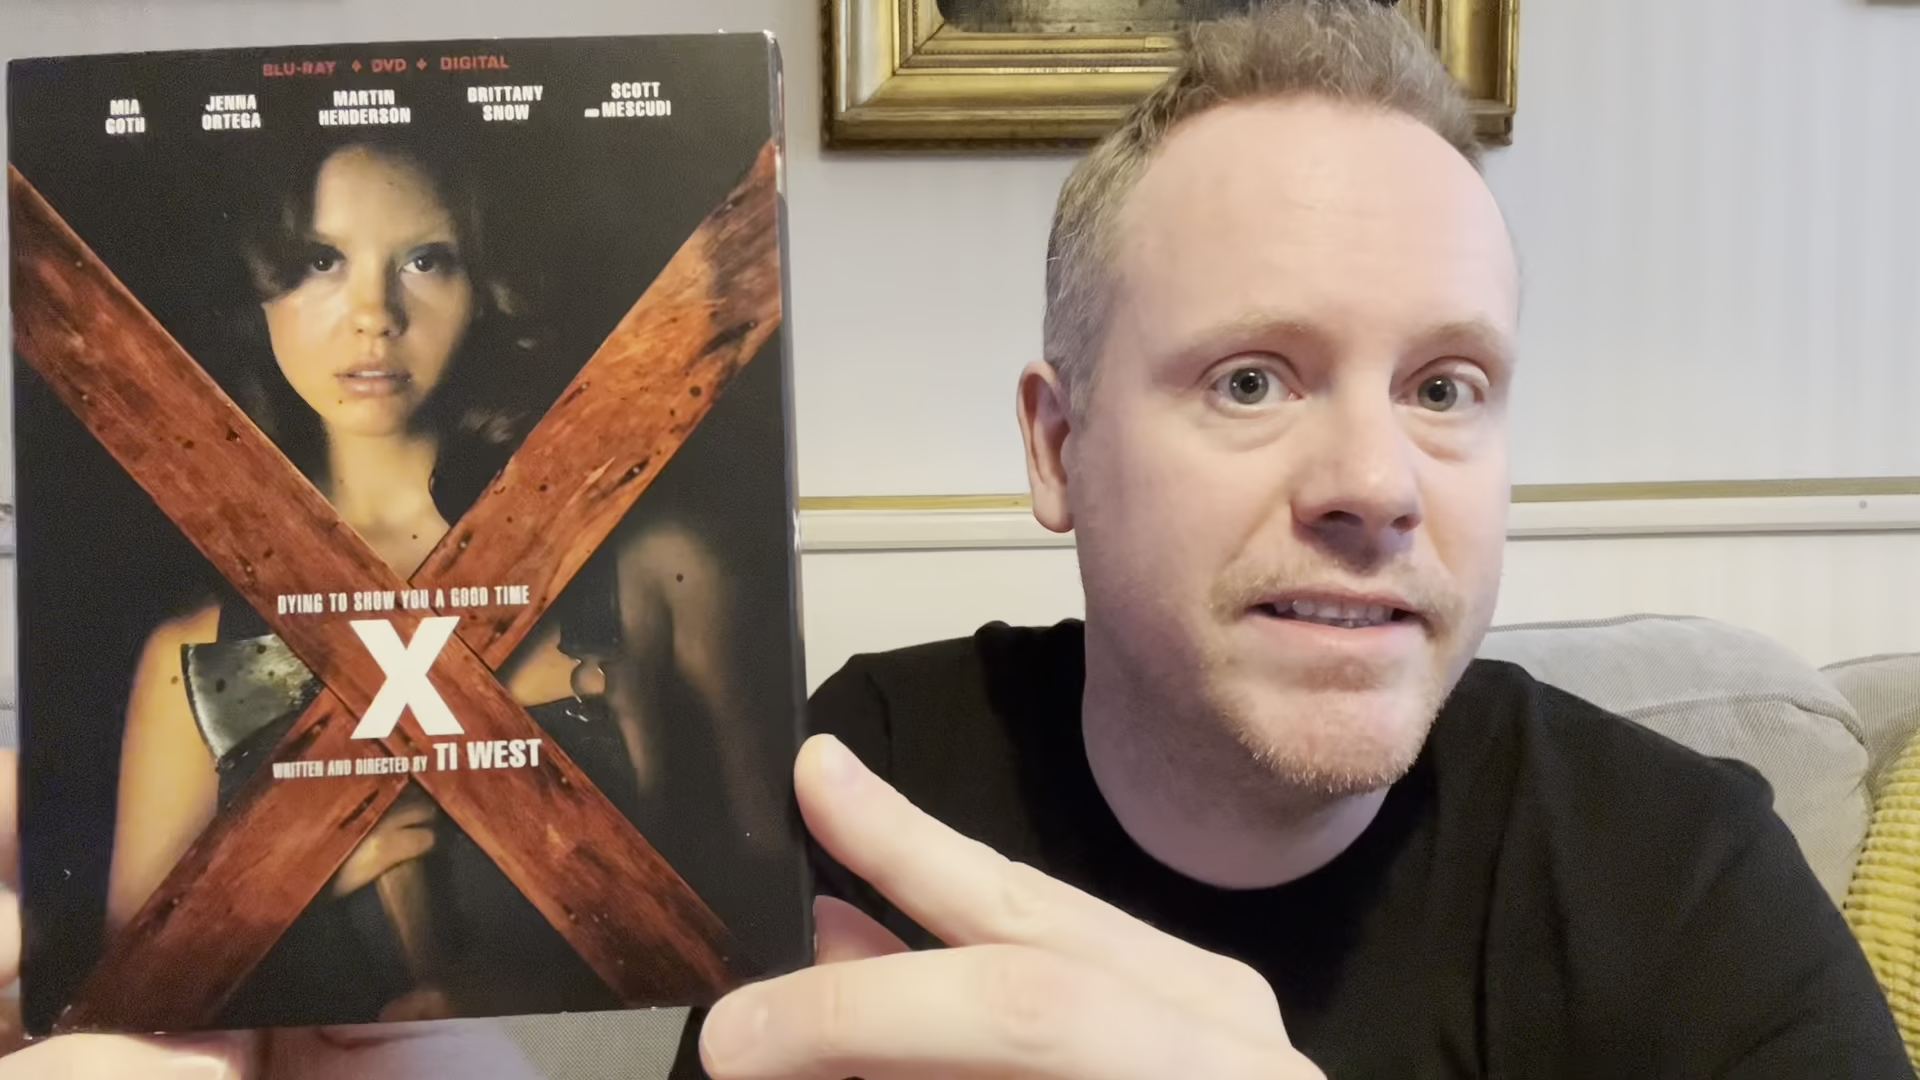 BLU-RAY + DVD + DIGITAL
MIA GOTH
JENNA ORTEGA
MARTIN HENDERSON
BRITTANY SNOW
AND SCOTT MESCUDI
DYING TO SHOW YOU A GOOD TIME
X
WRITTEN AND DIRECTED BY TI WEST